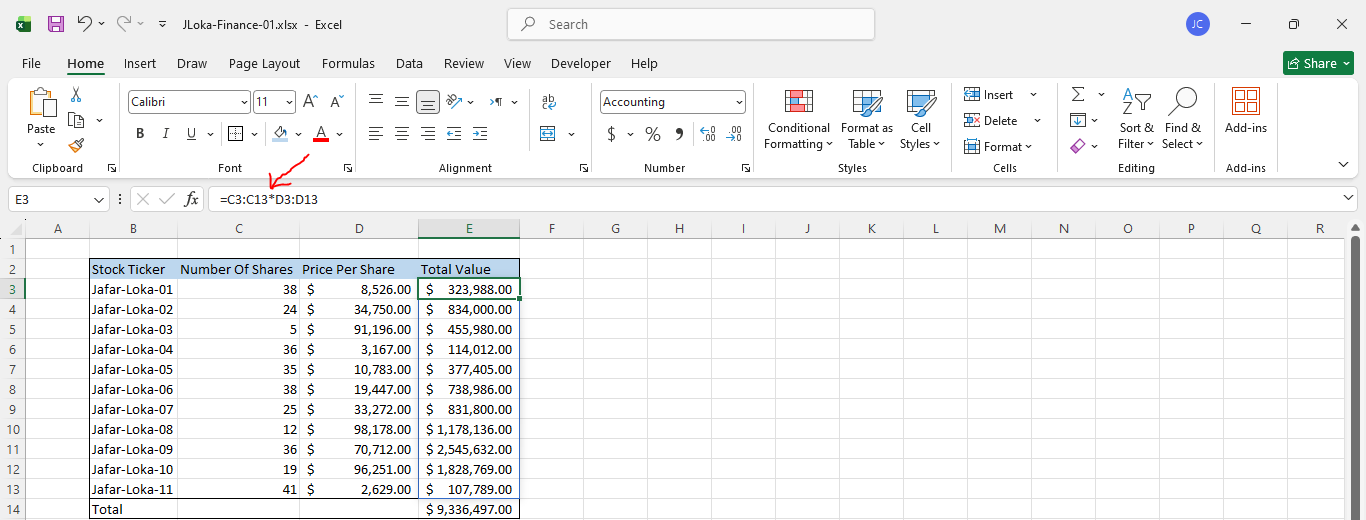 JLoka-Finance-01.xlsx - Excel
Search
JC
File Home Insert Draw Page Layout Formulas Data Review View Developer Help
Share
Paste
Clipboard
Calibri 11
B I U
Font
ab
Alignment
Accounting
$ % 9
Number
Conditional Formatting
Format as Table
Cell Styles
Styles
Insert
Delete
Format
Cells
Sort & Filter
Find & Select
Editing
Add-ins
Add-ins
E3 fx =C3:C13*D3:D13
A B C D E F G H I J K L M N O P Q R
1
2 Stock Ticker Number Of Shares Price Per Share Total Value
3 Jafar-Loka-01 38 $ 8,526.00 $ 323,988.00
4 Jafar-Loka-02 24 $ 34,750.00 $ 834,000.00
5 Jafar-Loka-03 5 $ 91,196.00 $ 455,980.00
6 Jafar-Loka-04 36 $ 3,167.00 $ 114,012.00
7 Jafar-Loka-05 35 $ 10,783.00 $ 377,405.00
8 Jafar-Loka-06 38 $ 19,447.00 $ 738,986.00
9 Jafar-Loka-07 25 $ 33,272.00 $ 831,800.00
10 Jafar-Loka-08 12 $ 98,178.00 $ 1,178,136.00
11 Jafar-Loka-09 36 $ 70,712.00 $ 2,545,632.00
12 Jafar-Loka-10 19 $ 96,251.00 $ 1,828,769.00
13 Jafar-Loka-11 41 $ 2,629.00 $ 107,789.00
14 Total $ 9,336,497.00